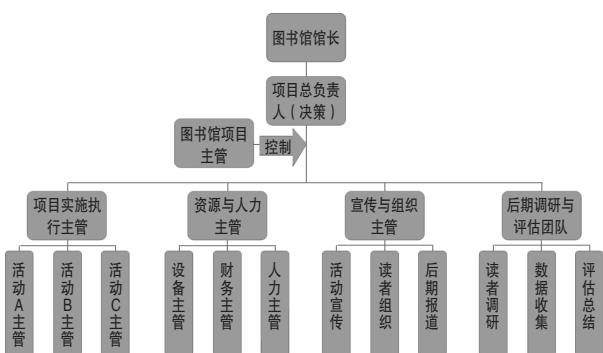 图书馆馆长
项目总负责
人（决策）
图书馆项目
主管
控制
项目实施执
行主管
资源与人力
主管
宣传与组织
主管
后期调研与
评估团队
活动A主管
活动B主管
活动C主管
设备主管
财务主管
人力主管
活动宣传
读者组织
后期报道
读者调研
数据收集
评估总结